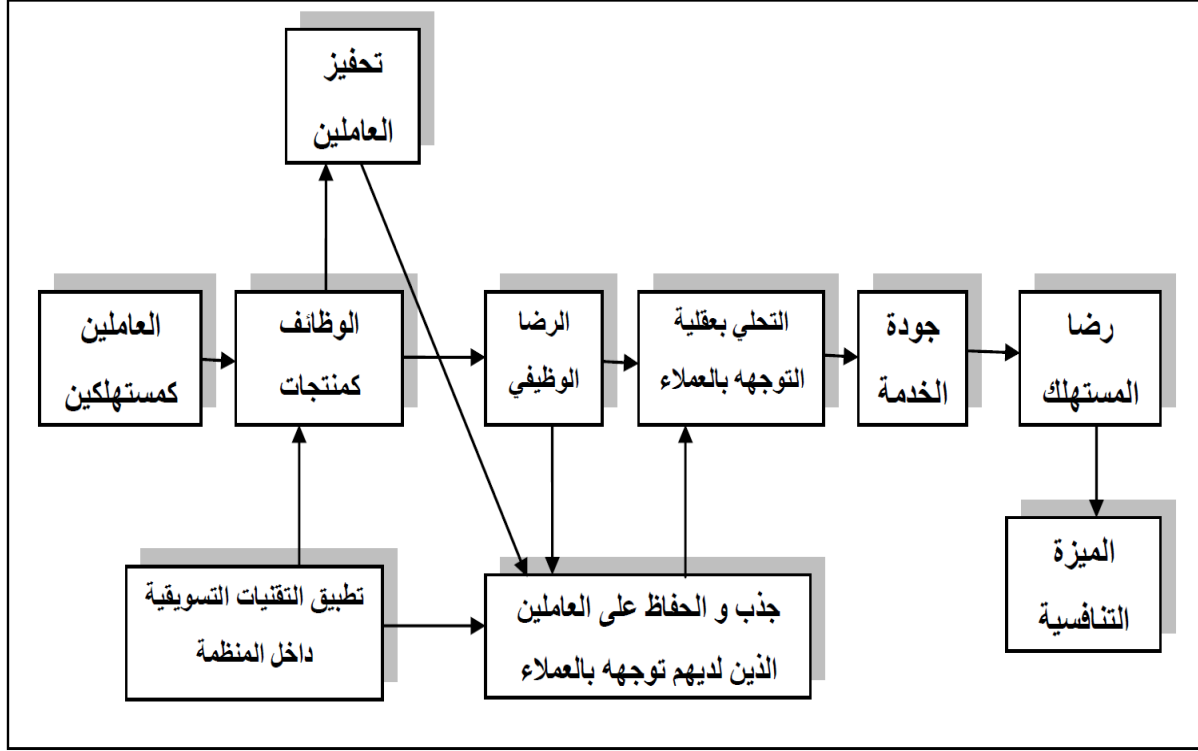 تحفيز
العاملين
العاملين
كمستهلكين
الوظائف
كمنتجات
الرضا
الوظيفي
التحلي بعقلية
التوجهه بالعملاء
جودة
الخدمة
رضا
المستهلك
تطبيق التقنيات التسويقية
داخل المنظمة
جذب و الحفاظ على العاملين
الذين لديهم توجهه بالعملاء
الميزة
التنافسية